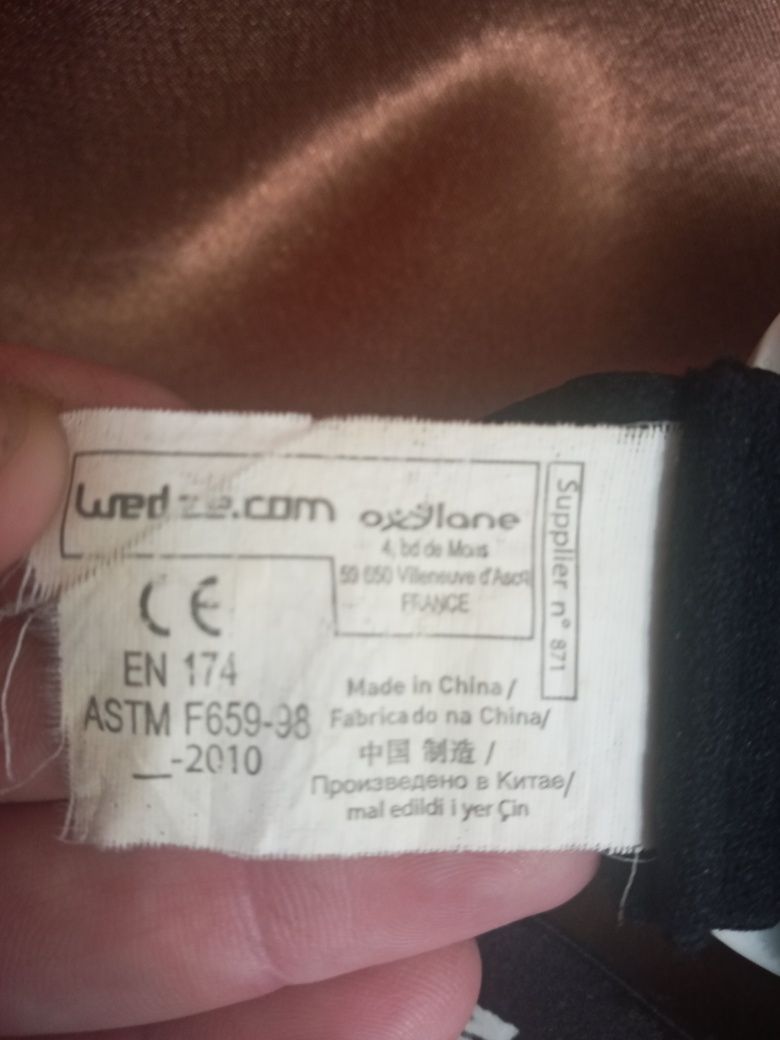 wedze.com
oxylane
4, bd de Mons
59 650 Villeneuve d'Ascq
FRANCE
Supplier n° 871
CE
EN 174
ASTM F659-98
__-2010
Made in China/
Fabricado na China/
中国 制造 /
Произведено в Китае/
mal edildi i yer Çin